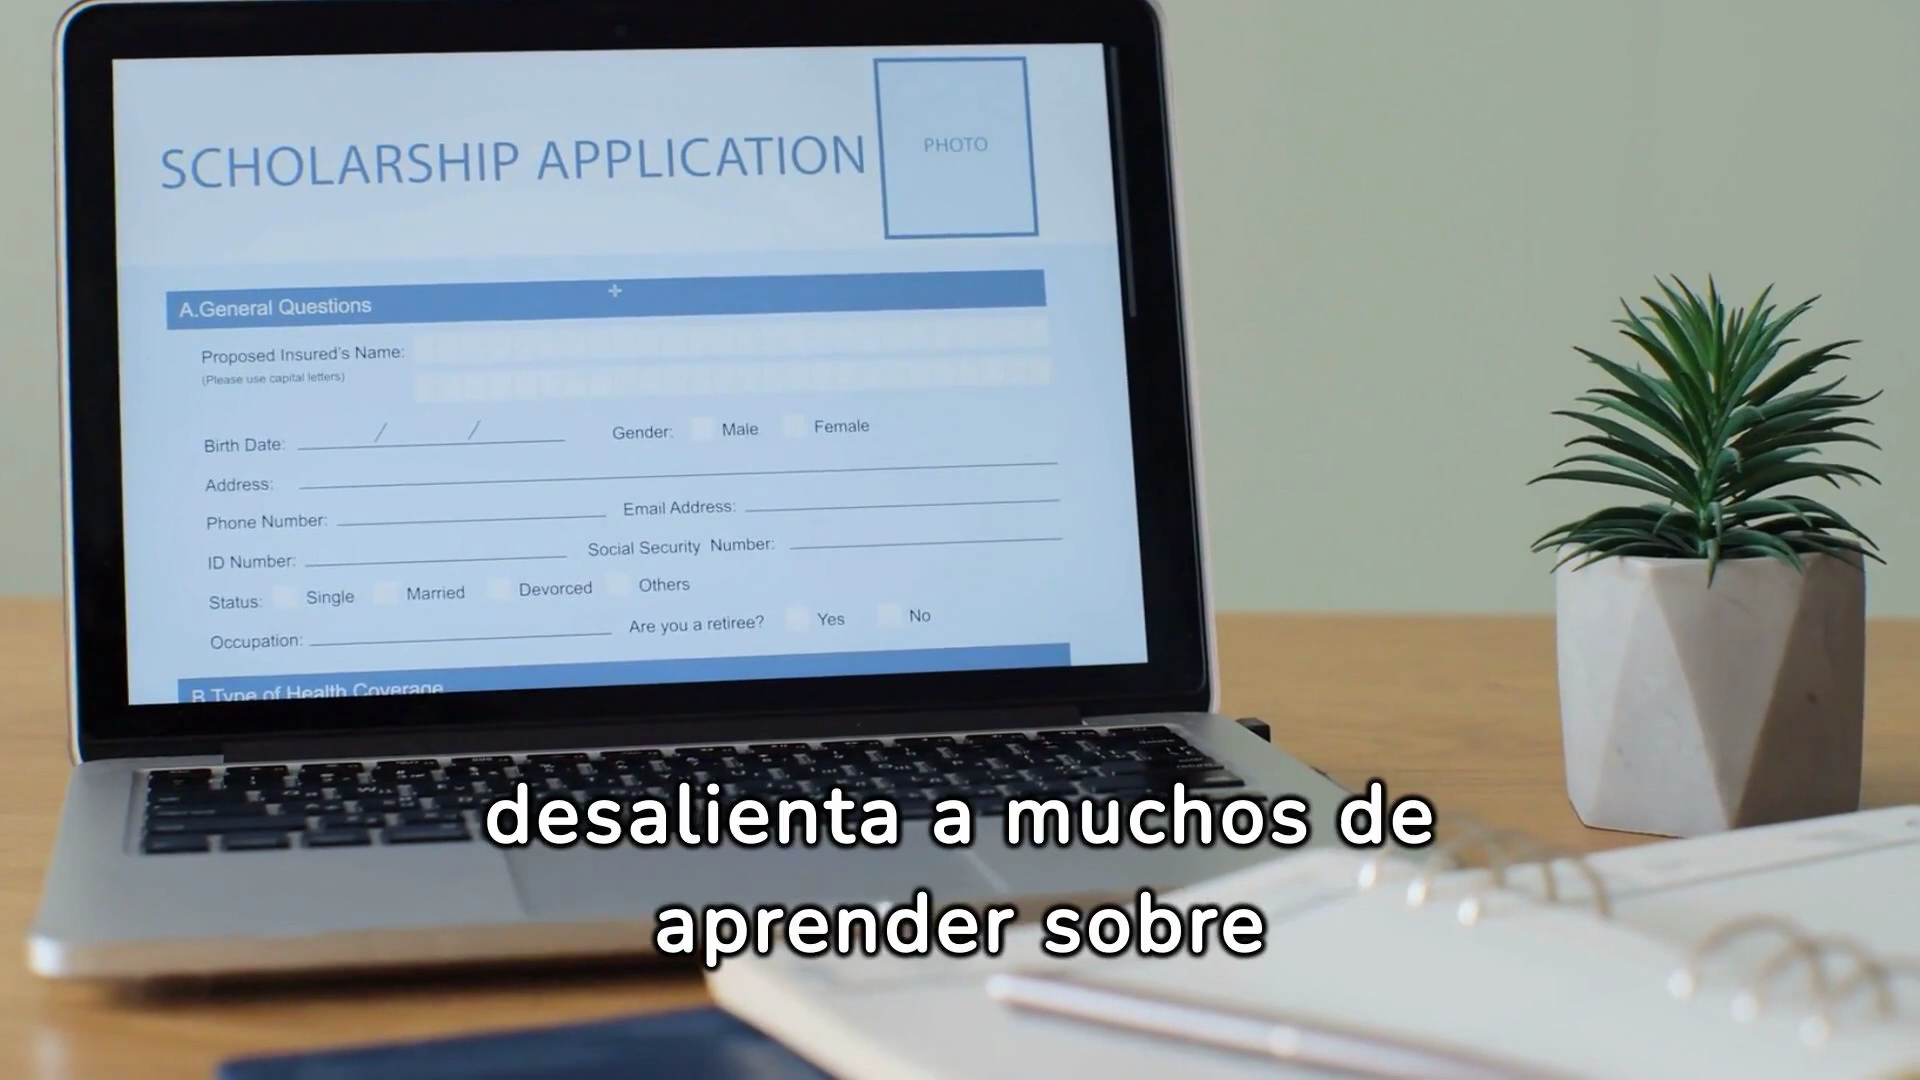 SCHOLARSHIP APPLICATION
PHOTO
A.General Questions
Proposed Insured's Name:
(Please use capital letters)
Birth Date: / / Gender: Male Female
Address:
Phone Number: Email Address:
ID Number: Social Security Number:
Status: Single Married Devorced Others
Occupation: Are you a retiree? Yes No
B.Type of Health Coverage
desalienta a muchos de
aprender sobre